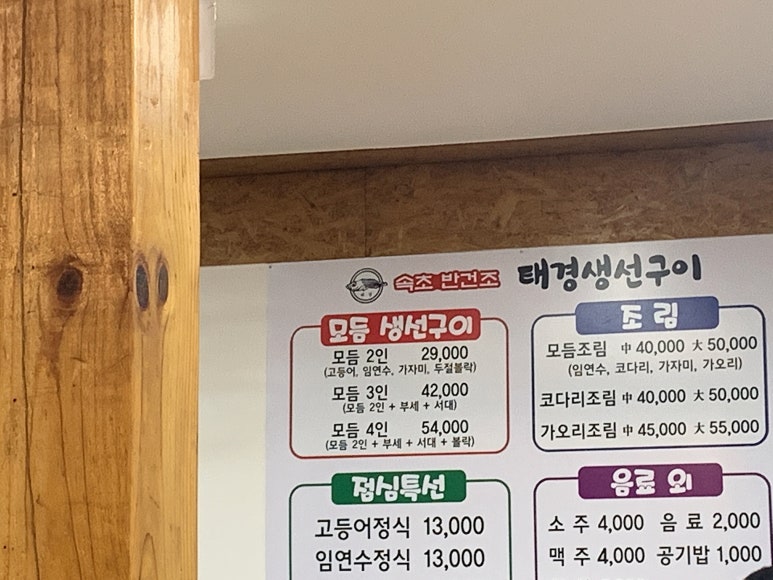 속초 반건조 태경생선구이
모듬 생선구이
모듬 2인 29,000
(고등어, 임연수, 가자미, 두절볼락)
모듬 3인 42,000
(모듬 2인 + 부세 + 서대)
모듬 4인 54,000
(모듬 2인 + 부세 + 서대 + 볼락)
점심특선
고등어정식 13,000
임연수정식 13,000
조림
모듬조림 中 40,000 大 50,000
(임연수, 코다리, 가자미, 가오리)
코다리조림 中 40,000 大 50,000
가오리조림 中 45,000 大 55,000
음료 외
소 주 4,000 음 료 2,000
맥 주 4,000 공기밥 1,000